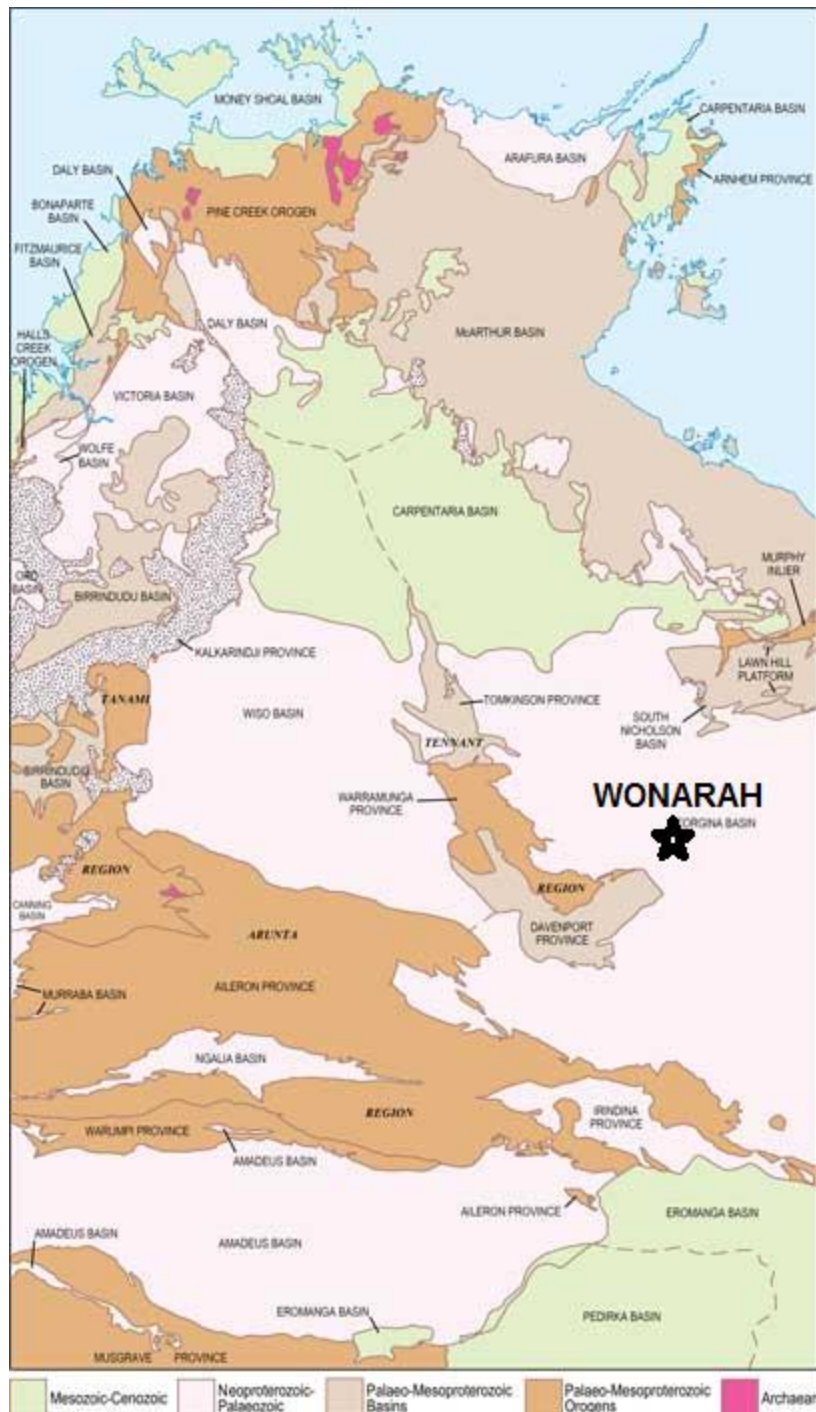 MONEY SHOAL BASIN
CARPENTARIA BASIN
DALY BASIN
ARAFURA BASIN
ARNHEM PROVINCE
BONAPARTE
BASIN
PINE CREEK OROGEN
FITZMAURICE
BASIN
HALLS
CREEK
OROGEN
DALY BASIN
McARTHUR BASIN
VICTORIA BASIN
WOLFE
BASIN
CARPENTARIA BASIN
ORD
BASIN
BIRRINDUDU BASIN
MURPHY
INLIER
KALKARINDJI PROVINCE
LAWN HILL
PLATFORM
TANAMI
WISO BASIN
TOMKINSON PROVINCE
SOUTH
NICHOLSON
BASIN
TENNANT
BIRRINDUDU
BASIN
WARRAMUNGA
PROVINCE
WONARAH
EORGINA BASIN
REGION
REGION
CANNING
BASIN
DAVENPORT
PROVINCE
ARUNTA
AILERON PROVINCE
MURRABA BASIN
NGALIA BASIN
REGION
IRINDINA
PROVINCE
WARUMPI PROVINCE
AMADEUS BASIN
AILERON PROVINCE
EROMANGA BASIN
AMADEUS BASIN
AMADEUS BASIN
EROMANGA BASIN
PEDIRKA BASIN
MUSGRAVE PROVINCE
Mesozoic-Cenozoic
Neoproterozoic-
Palaeozoic
Palaeo-Mesoproterozoic
Basins
Palaeo-Mesoproterozoic
Orogens
Archaean